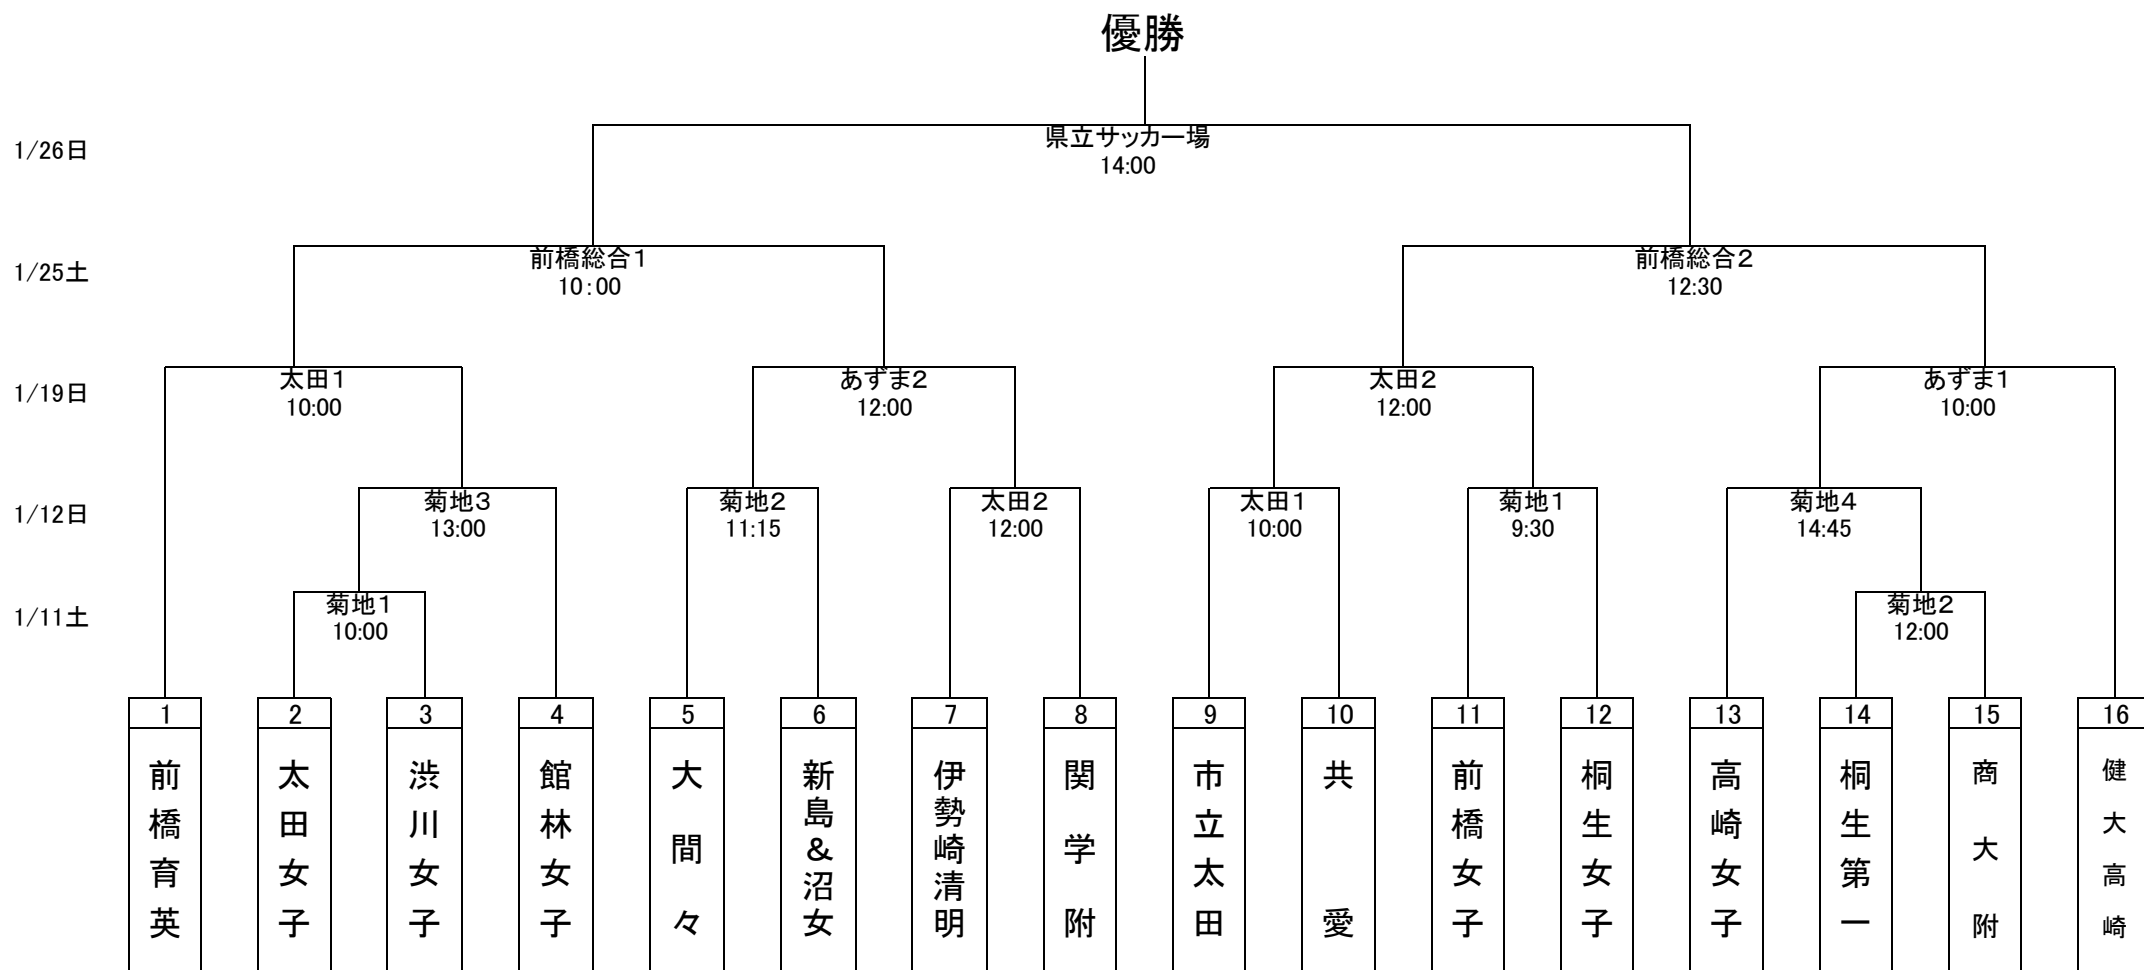 優勝
県立サッカー場
14:00
1/26日
前橋総合1
10:00
前橋総合2
12:30
1/25土
太田1
10:00
あずま2
12:00
太田2
12:00
あずま1
10:00
1/19日
菊地3
13:00
菊地2
11:15
太田2
12:00
太田1
10:00
菊地1
9:30
菊地4
14:45
1/12日
菊地1
10:00
菊地2
12:00
1/11土
1 2 3 4 5 6 7 8 9 10 11 12 13 14 15 16
前橋育英
太田女子
渋川女子
館林女子
大間々
新島&沼女
伊勢崎清明
関学附
市立太田
共愛
前橋女子
桐生女子
高崎女子
桐生第一
商大附
健大高崎